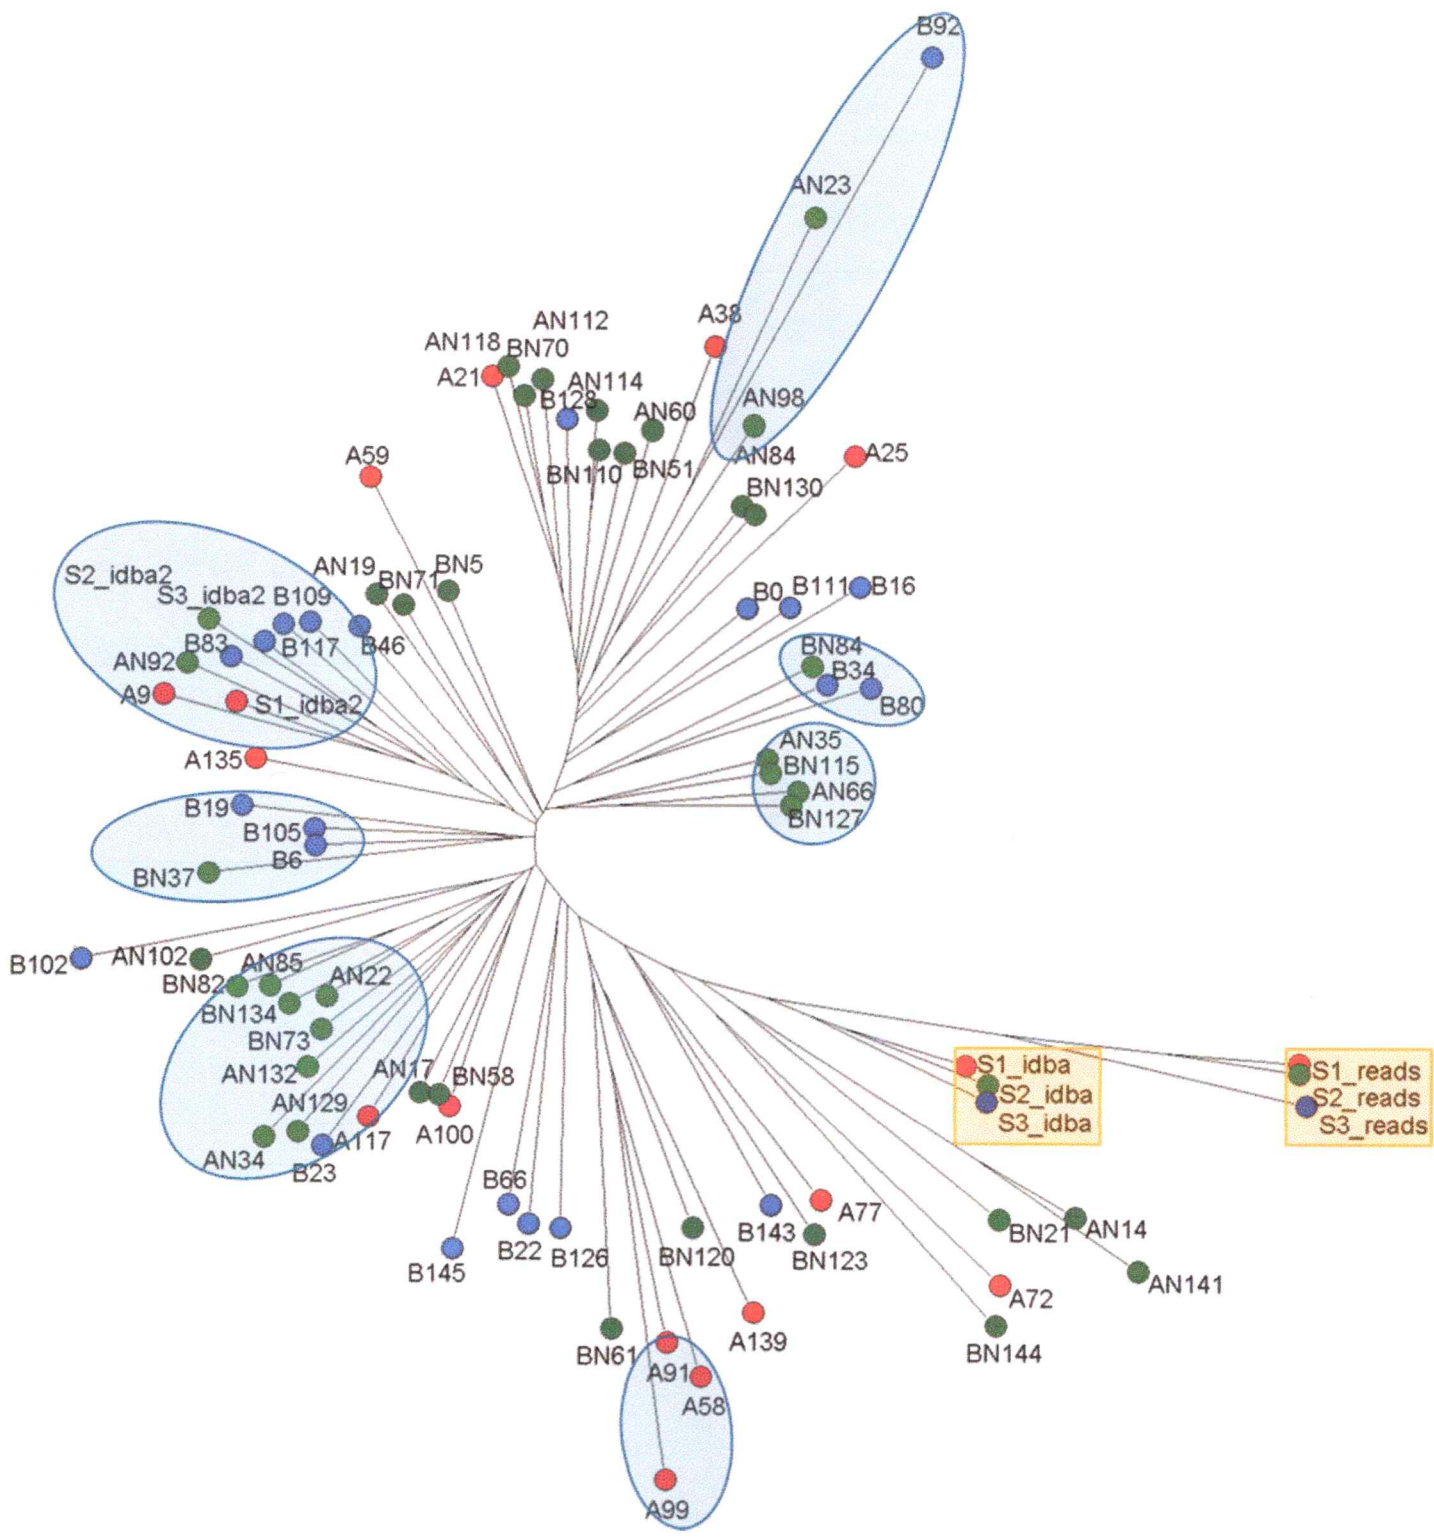 B92
AN23
A38
AN112
AN118
BN70
A21
AN114
B128
AN98
AN60
BN110
BN51
AN84
A25
A59
BN130
AN19
BN71
BN5
S2_idba2
S3_idba2
B109
B0
B111
B16
B83
B117
B46
AN92
A9
S1_idba2
BN84
B34
B80
A135
AN35
BN115
AN66
BN127
B19
B105
B6
BN37
B102
AN102
BN82
AN85
AN22
BN134
BN73
AN132
AN17
BN58
AN129
A117
A100
AN34
B23
S1_idba
S2_idba
S3_idba
S1_reads
S2_reads
S3_reads
B66
B145
B22
B126
BN120
B143
A77
BN123
BN21
AN14
AN141
A72
BN144
A139
BN61
A91
A58
A99